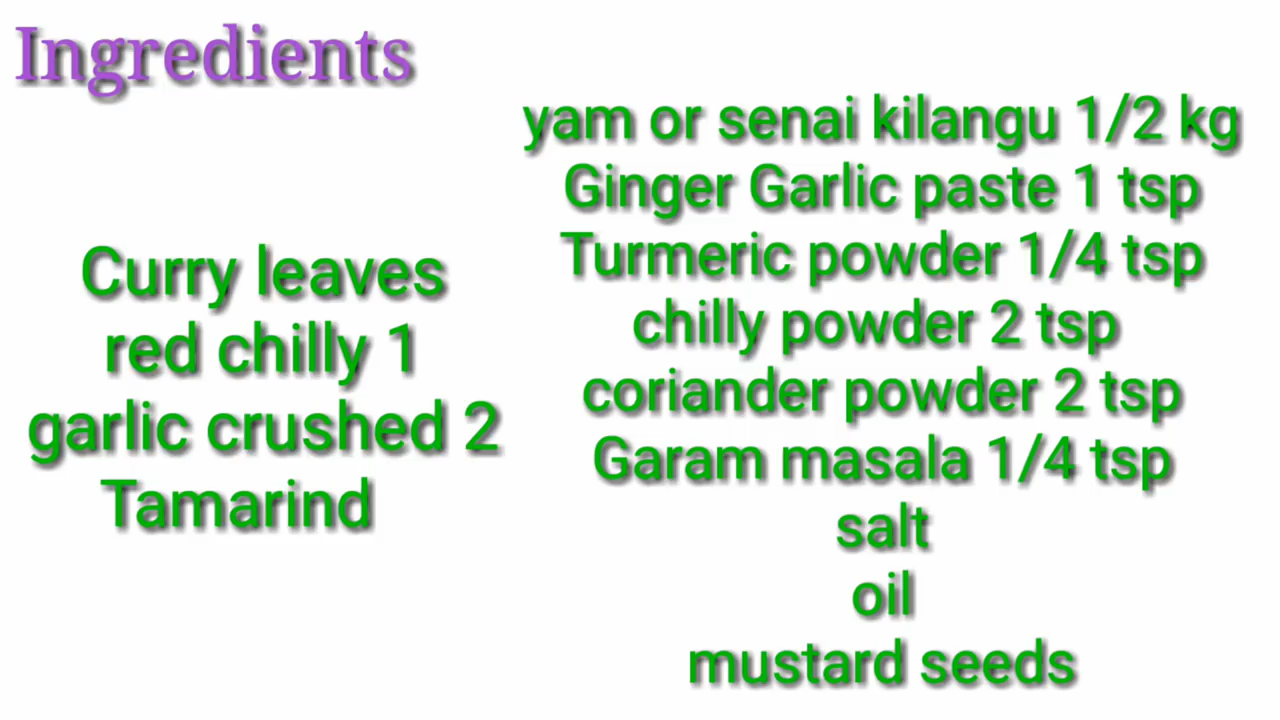 Ingredients
yam or senai kilangu 1/2 kg
Ginger Garlic paste 1 tsp
Turmeric powder 1/4 tsp
chilly powder 2 tsp
coriander powder 2 tsp
Garam masala 1/4 tsp
salt
oil
mustard seeds
Curry leaves
red chilly 1
garlic crushed 2
Tamarind